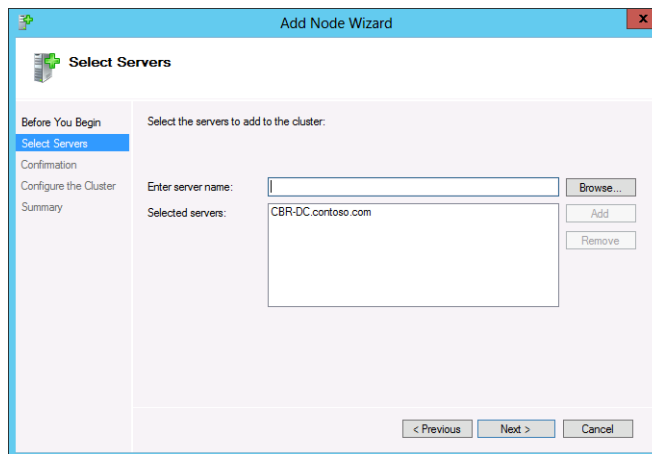 Add Node Wizard
x
Select Servers
Before You Begin
Select Servers
Confirmation
Configure the Cluster
Summary
Select the servers to add to the cluster:
Enter server name:
Browse...
Selected servers:
CBR-DC.contoso.com
Add
Remove
< Previous
Next >
Cancel